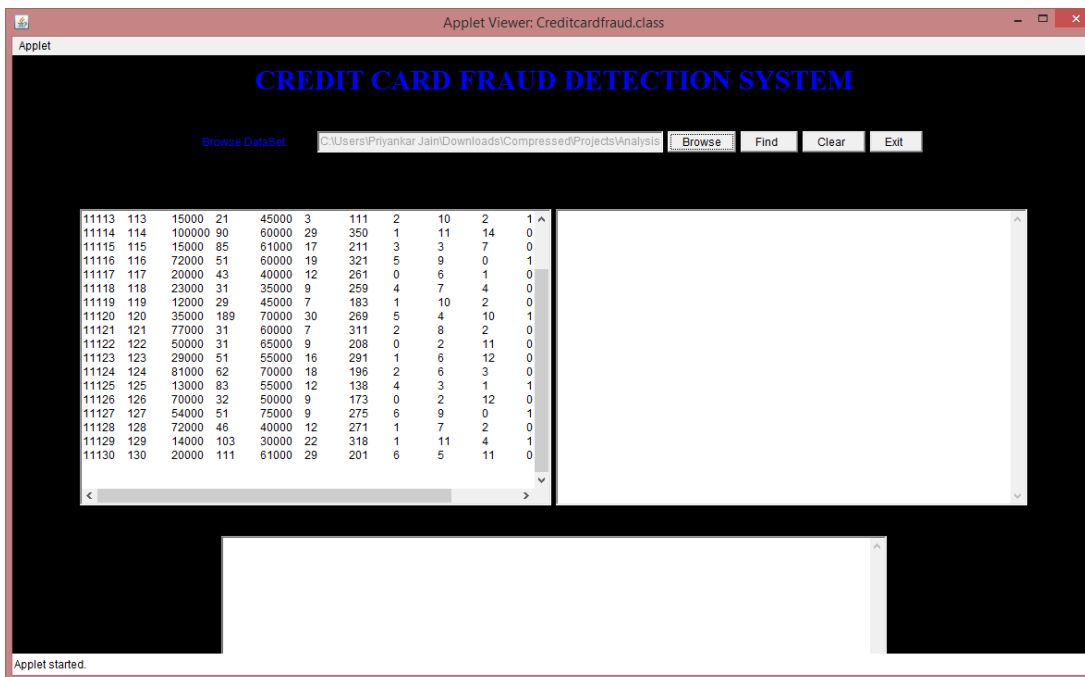 Applet Viewer: Creditcardfraud.class
Applet
CREDIT CARD FRAUD DETECTION SYSTEM
Browse DataSet C:\Users\Priyankar Jain\Downloads\Compressed\Projects\Analysis Browse Find Clear Exit
11113 113 15000 21 45000 3 111 2 10 2 1
11114 114 100000 90 60000 29 350 1 11 14 0
11115 115 15000 85 61000 17 211 3 3 7 0
11116 116 72000 51 60000 19 321 5 9 0 1
11117 117 20000 43 40000 12 261 0 6 1 0
11118 118 23000 31 35000 9 259 4 7 4 0
11119 119 12000 29 45000 7 183 1 10 2 0
11120 120 35000 189 70000 30 269 5 4 10 1
11121 121 77000 31 60000 7 311 2 8 2 0
11122 122 50000 31 65000 9 208 0 2 11 0
11123 123 29000 51 55000 16 291 1 6 12 0
11124 124 81000 62 70000 18 196 2 6 3 0
11125 125 13000 83 55000 12 138 4 3 1 1
11126 126 70000 32 50000 9 173 0 2 12 0
11127 127 54000 51 75000 9 275 6 9 0 1
11128 128 72000 46 40000 12 271 1 7 2 0
11129 129 14000 103 30000 22 318 1 11 4 1
11130 130 20000 111 61000 29 201 6 5 11 0
Applet started.